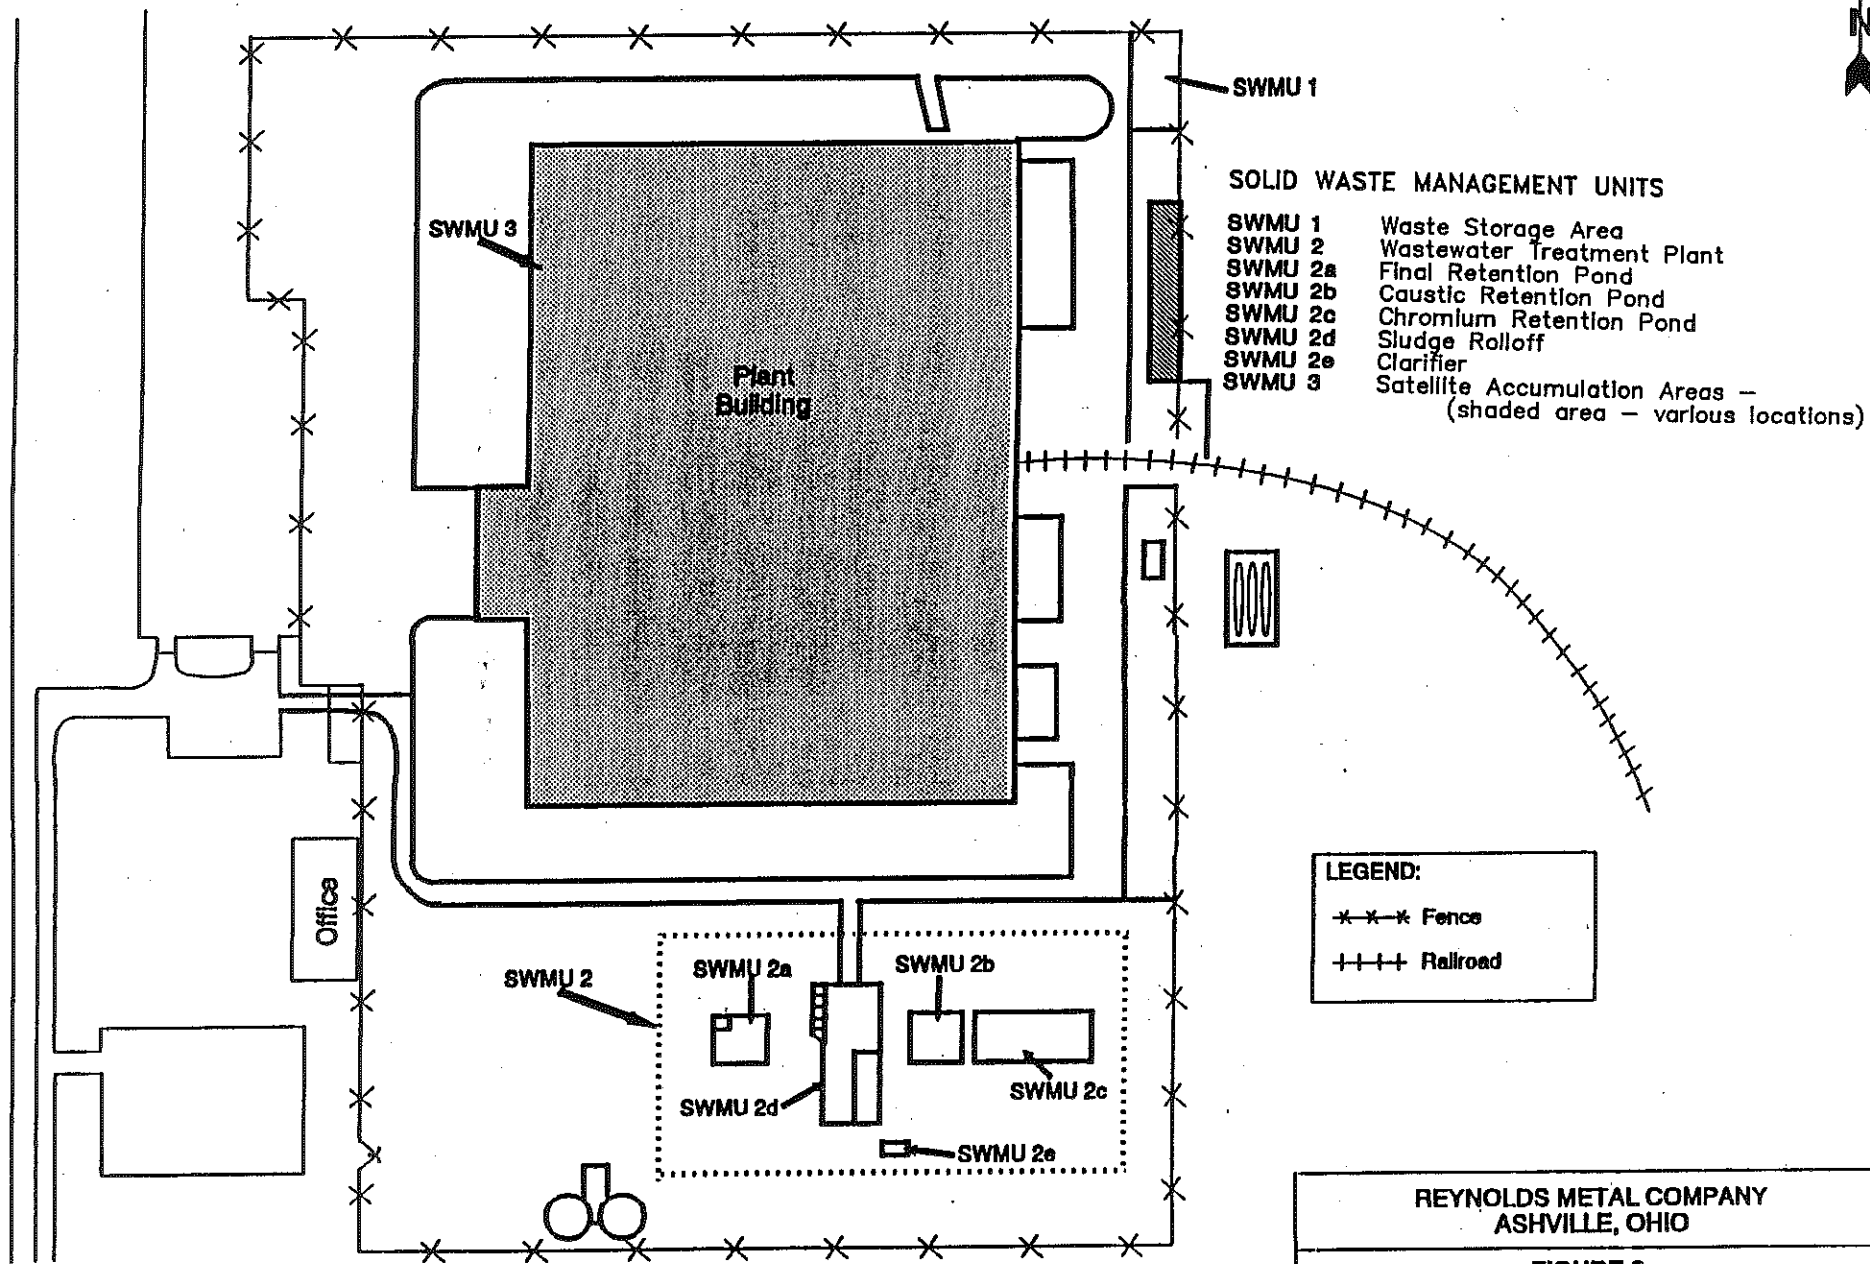 N
SWMU 1
SOLID WASTE MANAGEMENT UNITS
SWMU 1 Waste Storage Area
SWMU 2 Wastewater Treatment Plant
SWMU 2a Final Retention Pond
SWMU 2b Caustic Retention Pond
SWMU 2c Chromium Retention Pond
SWMU 2d Sludge Rolloff
SWMU 2e Clarifier
SWMU 3 Satellite Accumulation Areas –
(shaded area – various locations)
SWMU 3
Plant
Building
Office
LEGEND:
Fence
Railroad
SWMU 2
SWMU 2a
SWMU 2b
SWMU 2c
SWMU 2d
SWMU 2e
REYNOLDS METAL COMPANY
ASHVILLE, OHIO